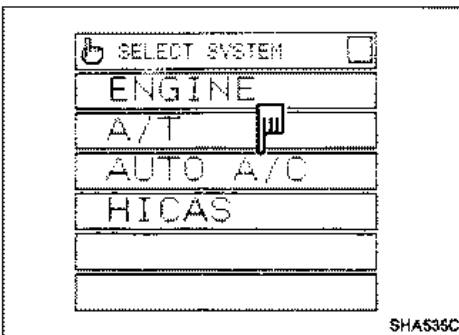 SELECT SYSTEM
ENGINE
A/T
AUTO A/C
HICAS
SHA535C